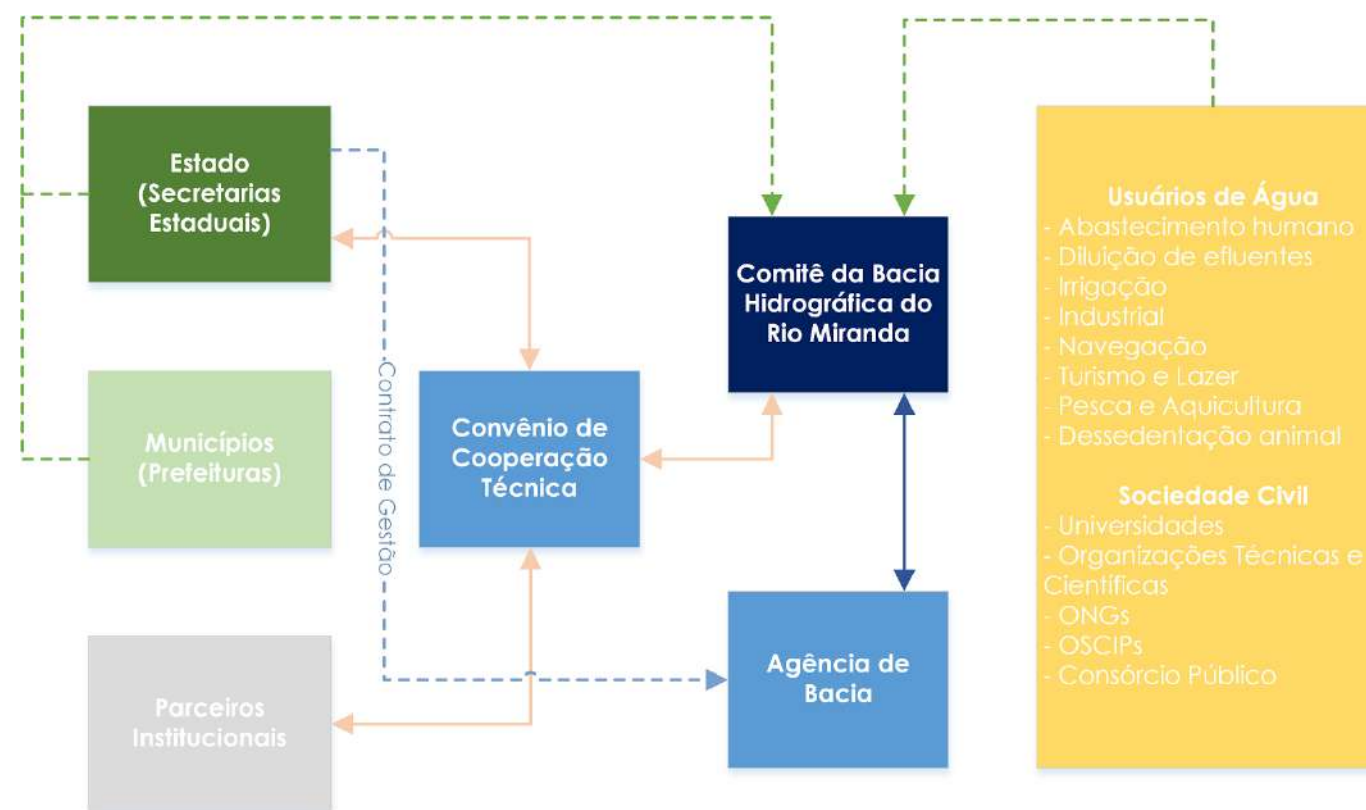 Estado
(Secretarias
Estaduais)
Municípios
(Prefeituras)
Parceiros
Institucionais
Contrato de Gestão
Convênio de
Cooperação
Técnica
Comitê da Bacia
Hidrográfica do
Rio Miranda
Agência de
Bacia
Usuários de Água
- Abastecimento humano
- Diluição de efluentes
- Irrigação
- Industrial
- Navegação
- Turismo e Lazer
- Pesca e Aquicultura
- Dessedentação animal
Sociedade Civil
- Universidades
- Organizações Técnicas e
Científicas
- ONGs
- OSCIPs
- Consórcio Público